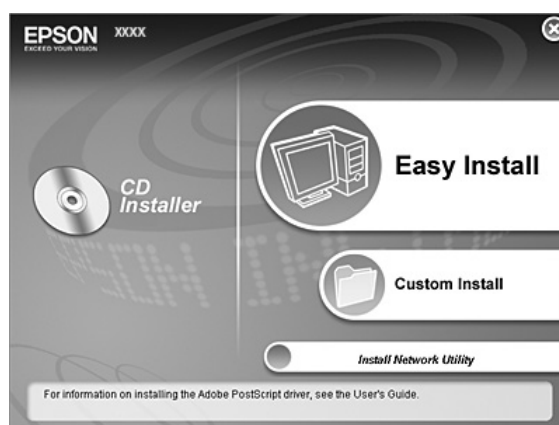 EPSON XXXX
EXCEED YOUR VISION
Easy Install
CD
Installer
Custom Install
Install Network Utility
For information on installing the Adobe PostScript driver, see the User's Guide.